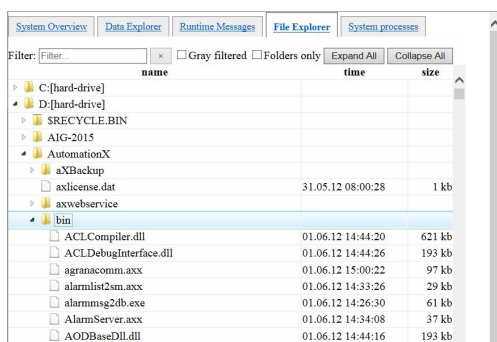 System Overview Data Explorer Runtime Messages File Explorer System processes
Filter: Filter... × Gray filtered Folders only Expand All Collapse All
name time size
C:[hard-drive]
D:[hard-drive]
$RECYCLE.BIN
AIG-2015
AutomationX
aXBackup
axlicense.dat 31.05.12 08:00:28 1 kb
axwebservice
bin
ACLCompiler.dll 01.06.12 14:44:20 621 kb
ACLDebugInterface.dll 01.06.12 14:44:26 193 kb
agranacomm.axx 01.06.12 15:00:22 97 kb
alarmlist2sm.axx 01.06.12 14:33:26 29 kb
alarmmsg2db.exe 01.06.12 14:26:30 61 kb
AlarmServer.axx 01.06.12 14:34:08 37 kb
AODBaseDll.dll 01.06.12 14:44:16 193 kb